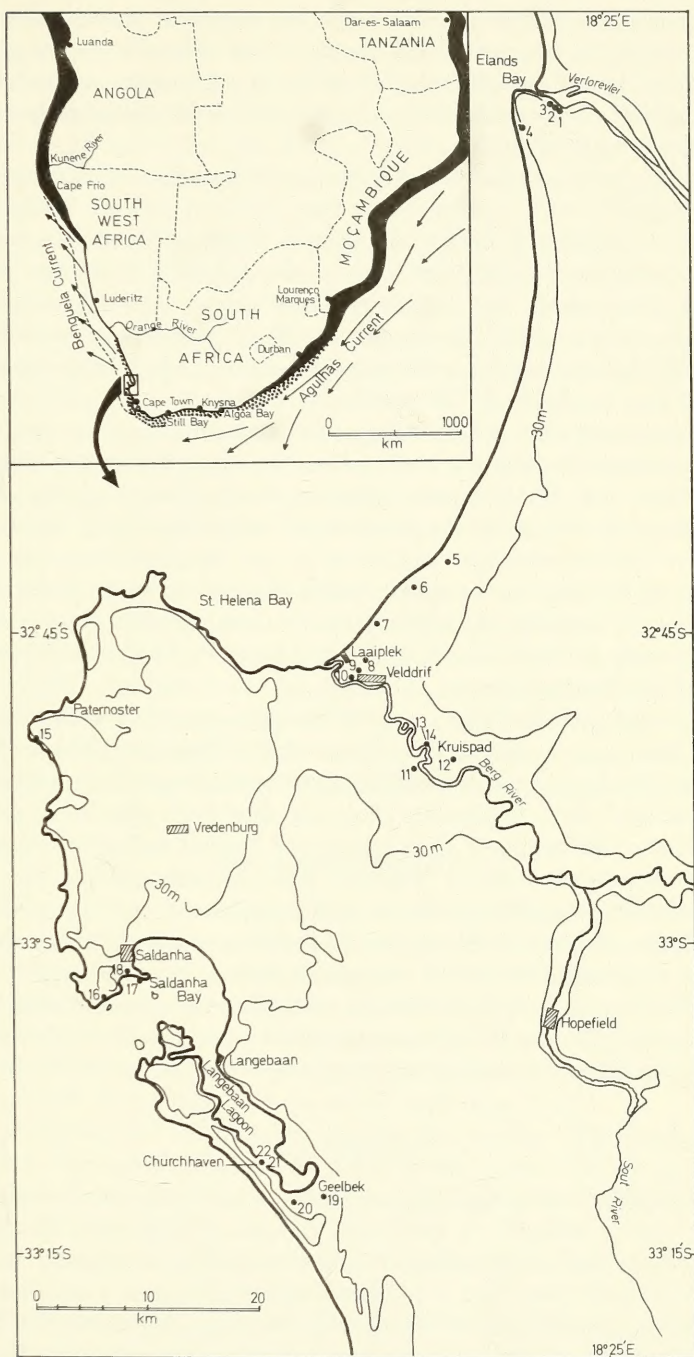 18°25′E
Dar-es-Salaam
TANZANIA
Luanda
ANGOLA
Kunene River
Cape Frio
SOUTH
WEST
AFRICA
MOÇAMBIQUE
Benguela Current
Luderitz
Lourenço
Marques
SOUTH
Orange River
AFRICA
Durban
Agulhas Current
Cape Town
Knysna
Algoa Bay
Still Bay
0 1000
km
Elands
Bay
Verlorevlei
3
2
1
4
30m
5
6
7
St. Helena Bay
32°45′S
32°45′S
Laaiplek
9
8
10
Velddrif
Paternoster
15
13
14
Kruispad
12
11
Berg River
Vredenburg
30m
30m
33°S
33°S
Saldanha
18
17
Saldanha
Bay
16
Hopefield
Langebaan
Langebaan
Lagoon
22
Churchhaven
21
Geelbek
19
20
Sout River
33°15′S
33°15′S
0 10 20
km
18°25′E